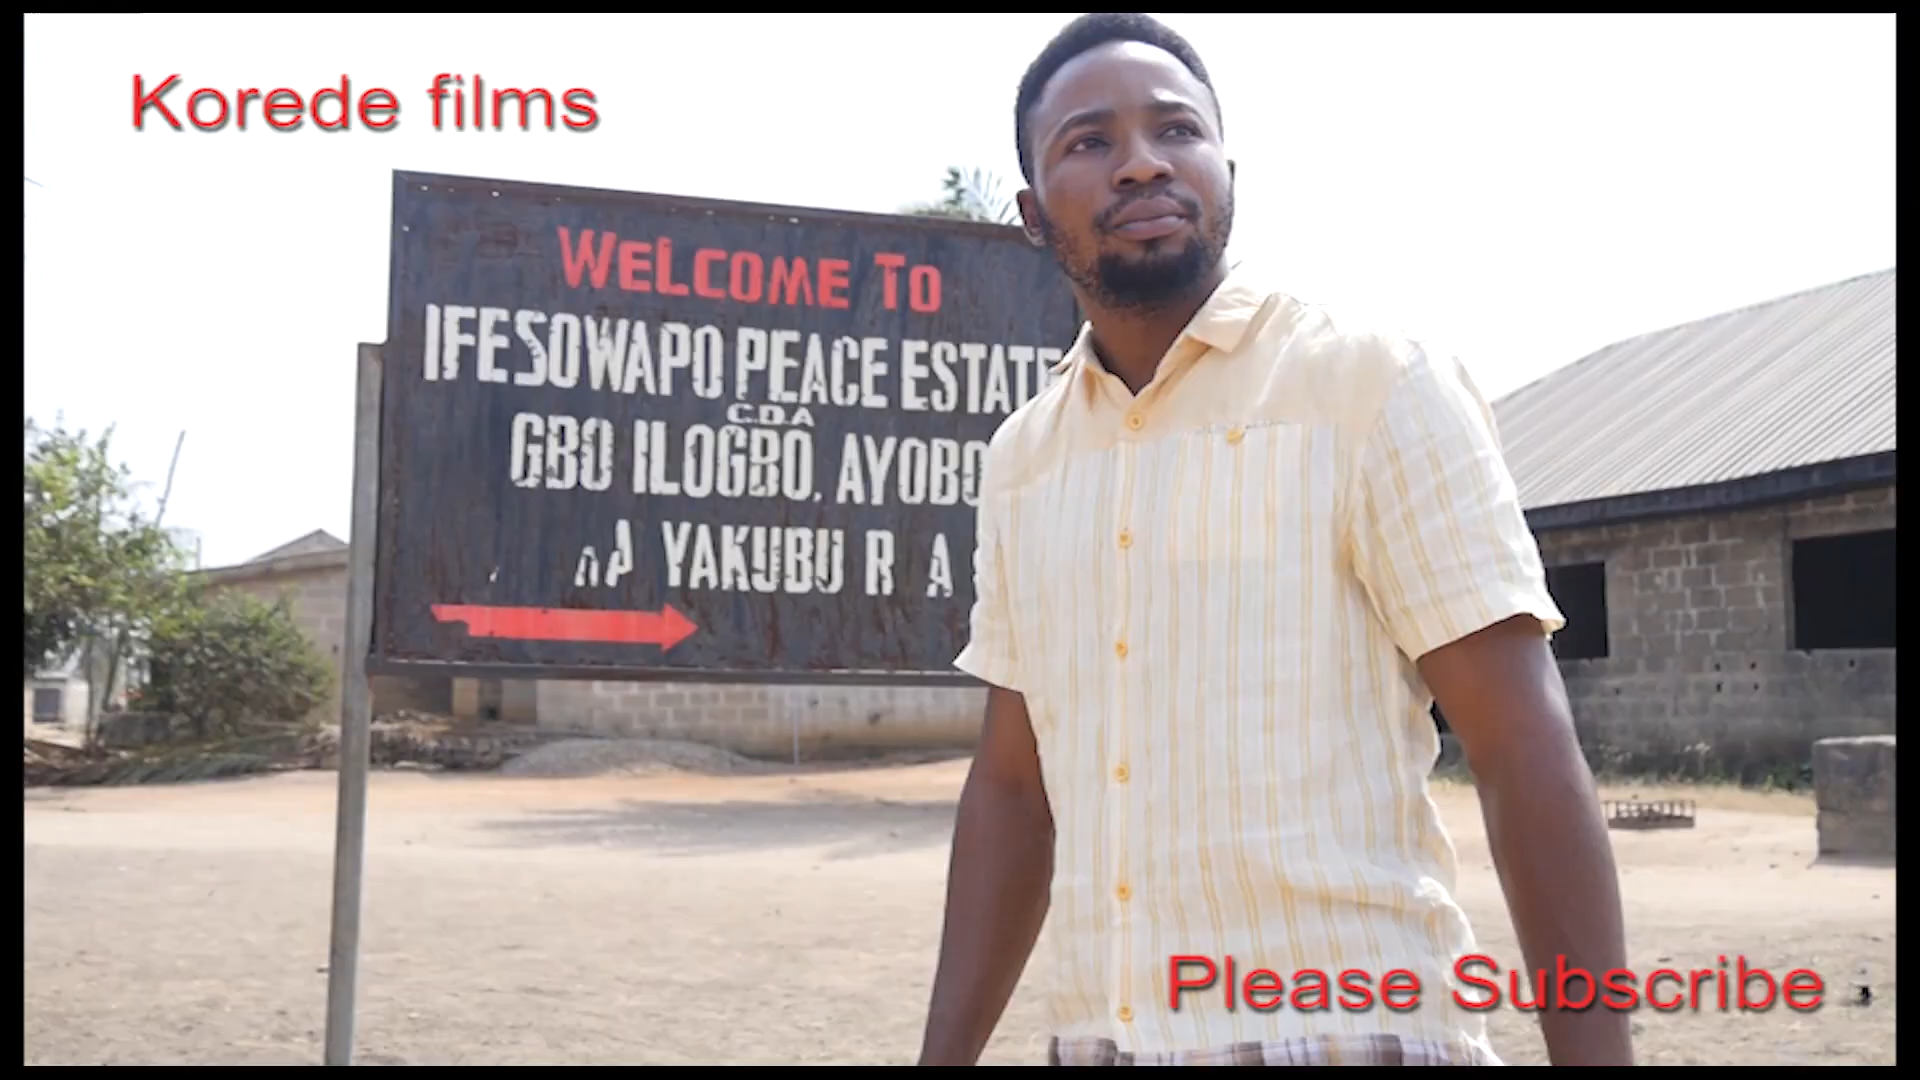 Korede films
WELCOME TO
IFESOWAPO PEACE ESTATE
C.D.A
GBO ILOGBO. AYOBO
YAKUBU
Please Subscribe